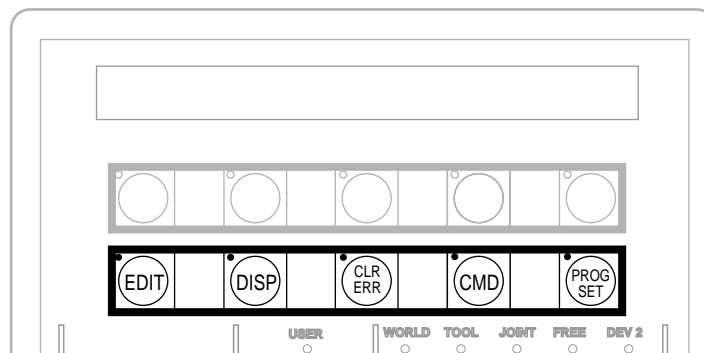 EDIT
DISP
CLR
ERR
CMD
PROG
SET
USER
WORLD
TOOL
JOINT
FREE
DEV 2